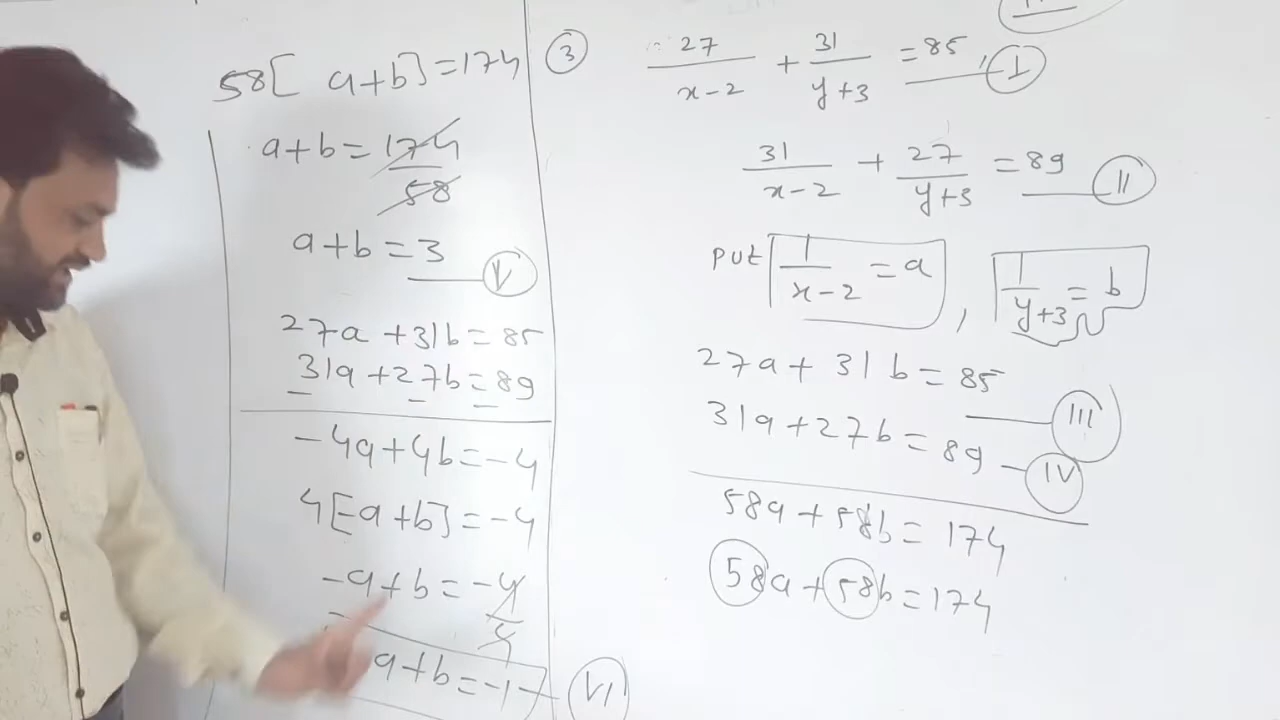 ③ 27/(x-2) + 31/(y+3) = 85, I
31/(x-2) + 27/(y+3) = 89 II
put 1/(x-2) = a , 1/(y+3) = b
27a + 31b = 85 III
31a + 27b = 89 - IV
58a + 58b = 174
58a + 58b = 174
58[ a+b] = 174
a+b = 174/58
a+b = 3 V
27a + 31b = 85
31a + 27b = 89
- - -
-4a + 4b = -4
4[-a + b] = -4
-a + b = -4/4
a + b = -1 VI